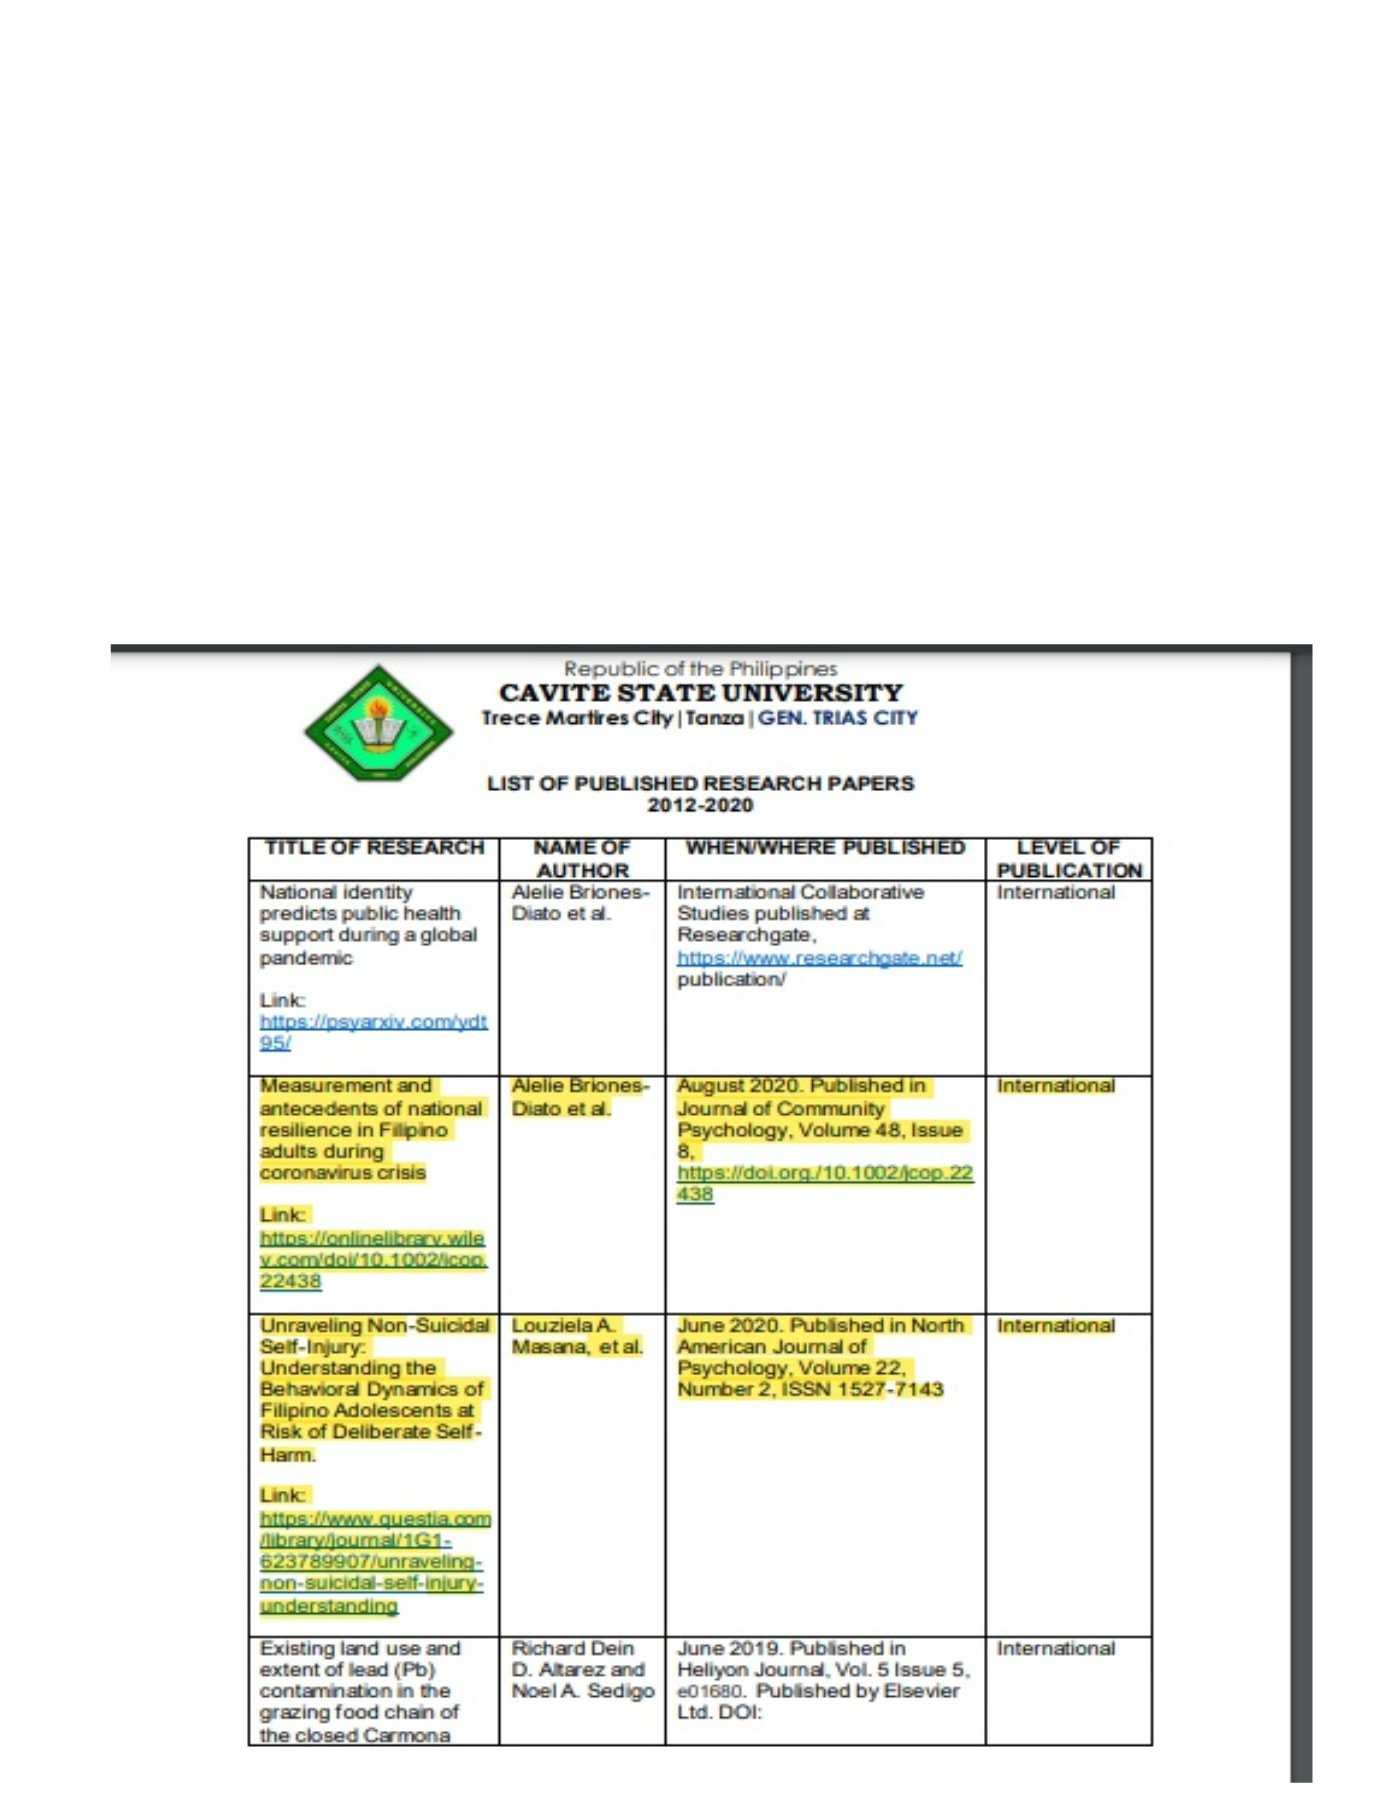 Republic of the Philippines
CAVITE STATE UNIVERSITY
Trece Martires City | Tanza | GEN. TRIAS CITY
LIST OF PUBLISHED RESEARCH PAPERS
2012-2020
TITLE OF RESEARCH
NAME OF
AUTHOR
WHEN/WHERE PUBLISHED
LEVEL OF
PUBLICATION
National identity
predicts public health
support during a global
pandemic
Link:
https://psyarxiv.com/ydt
95/
Alelie Briones-
Diato et al.
International Collaborative
Studies published at
Researchgate,
https://www.researchgate.net/
publication/
International
Measurement and
antecedents of national
resilience in Filipino
adults during
coronavirus crisis
Link:
https://onlinelibrary.wile
y.com/doi/10.1002/jcop.
22438
Alelie Briones-
Diato et al.
August 2020. Published in
Journal of Community
Psychology, Volume 48, Issue
8,
https://doi.org./10.1002/jcop.22
438
International
Unraveling Non-Suicidal
Self-Injury:
Understanding the
Behavioral Dynamics of
Filipino Adolescents at
Risk of Deliberate Self-
Harm.
Link:
https://www.questia.com
/library/journal/1G1-
623789907/unraveling-
non-suicidal-self-injury-
understanding
Louziela A.
Masana, et al.
June 2020. Published in North
American Journal of
Psychology, Volume 22,
Number 2, ISSN 1527-7143
International
Existing land use and
extent of lead (Pb)
contamination in the
grazing food chain of
the closed Carmona
Richard Dein
D. Altarez and
Noel A. Sedigo
June 2019. Published in
Heliyon Journal, Vol. 5 Issue 5,
e01680. Published by Elsevier
Ltd. DOI:
International